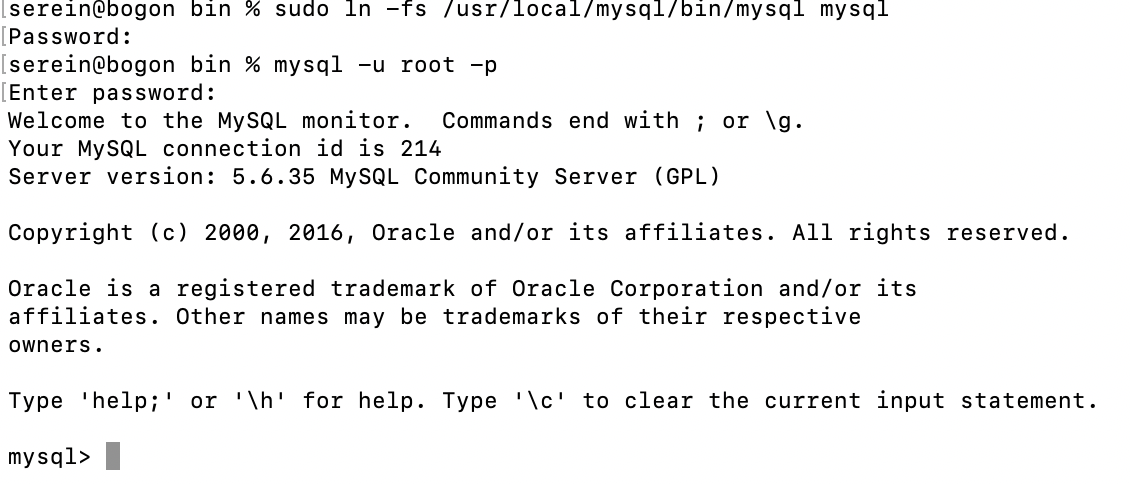 [serein@bogon bin % sudo ln -fs /usr/local/mysql/bin/mysql mysql
[Password:
[serein@bogon bin % mysql -u root -p
[Enter password:
Welcome to the MySQL monitor.  Commands end with ; or \g.
Your MySQL connection id is 214
Server version: 5.6.35 MySQL Community Server (GPL)

Copyright (c) 2000, 2016, Oracle and/or its affiliates. All rights reserved.

Oracle is a registered trademark of Oracle Corporation and/or its
affiliates. Other names may be trademarks of their respective
owners.

Type 'help;' or '\h' for help. Type '\c' to clear the current input statement.

mysql>